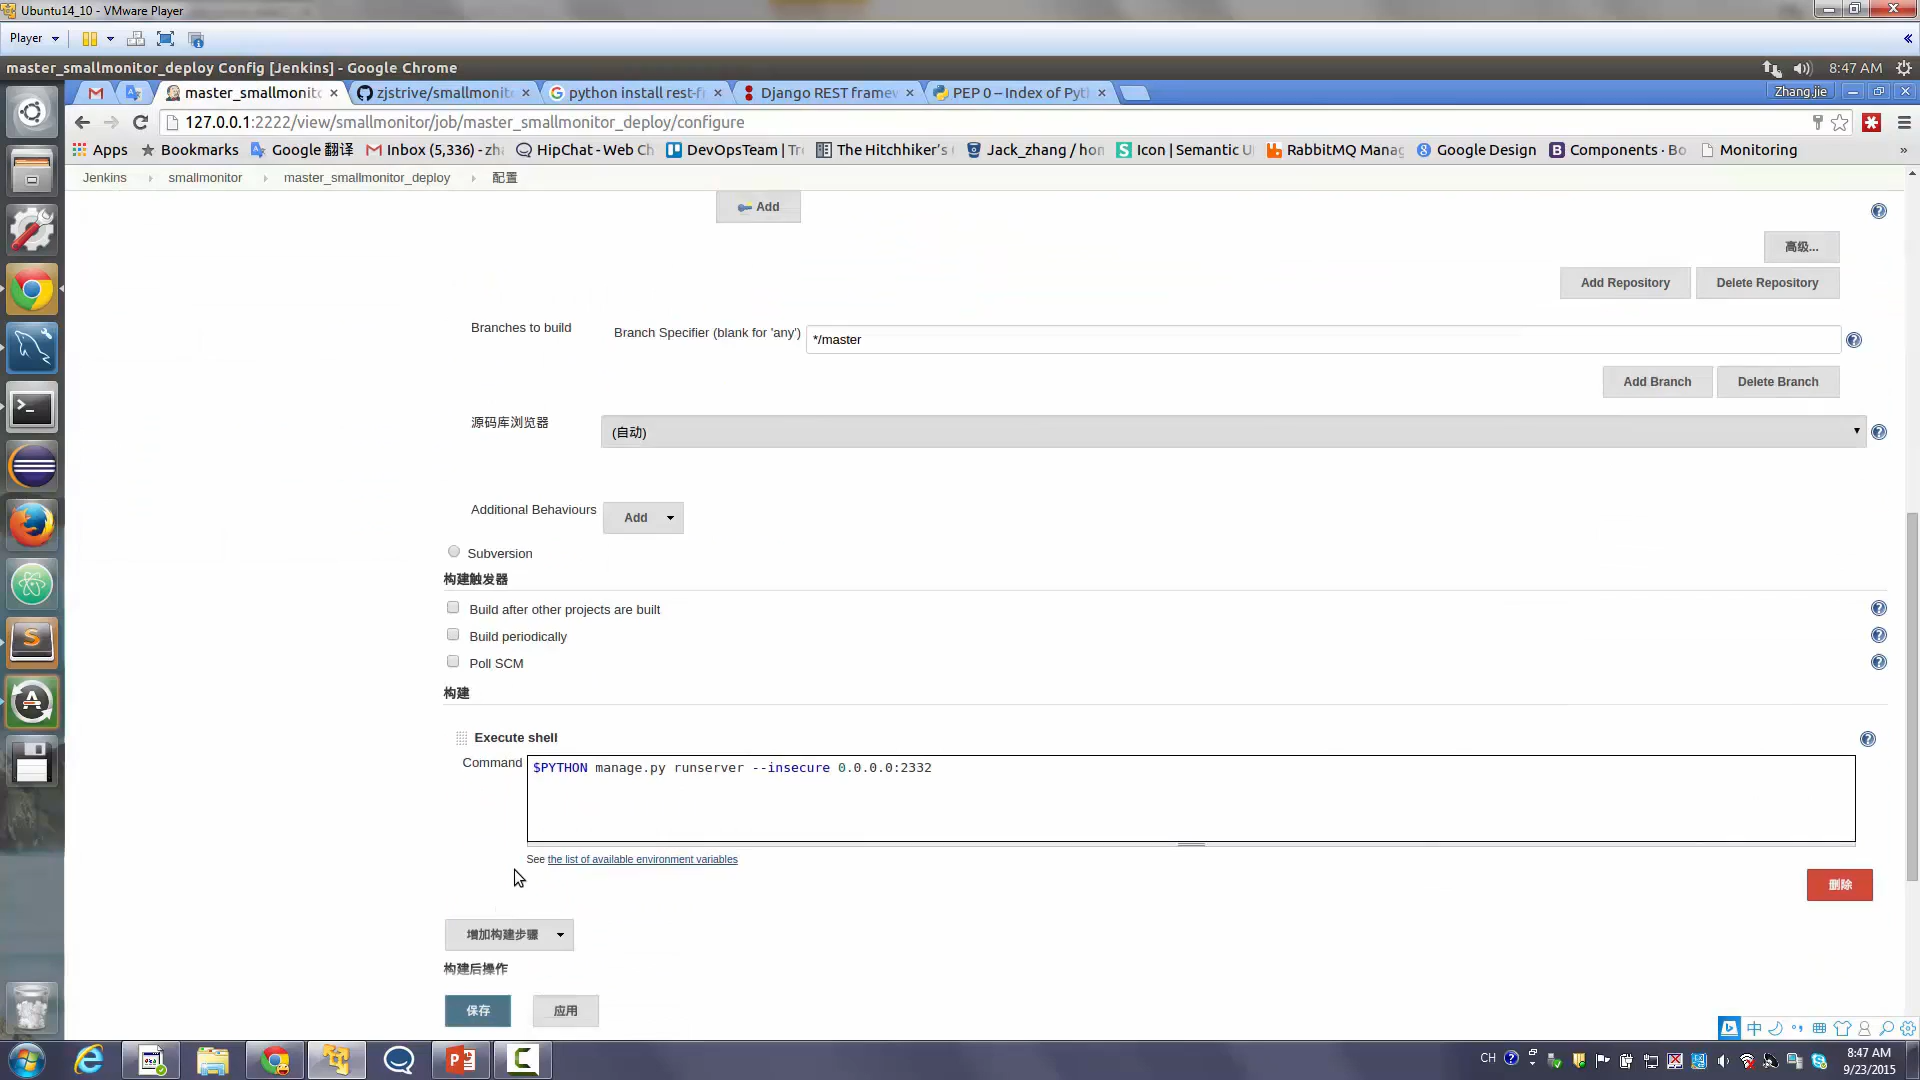 Ubuntu14_10 - VMware Player
Player
master_smallmonitor_deploy Config [Jenkins] - Google Chrome
8:47 AM
master_smallmonito
zjstrive/smallmonito
python install rest-f
Django REST framew
PEP 0 – Index of Pyt
Zhang.jie
127.0.0.1:2222/view/smallmonitor/job/master_smallmonitor_deploy/configure
Apps
Bookmarks
Google 翻译
Inbox (5,336) - zha
HipChat - Web Ch
DevOpsTeam | Tr
The Hitchhiker's
Jack_zhang / hom
Icon | Semantic U
RabbitMQ Manag
Google Design
Components · Bo
Monitoring
»
Jenkins
smallmonitor
master_smallmonitor_deploy
配置
Add
高级...
Add Repository
Delete Repository
Branches to build
Branch Specifier (blank for 'any')
*/master
Add Branch
Delete Branch
源码库浏览器
(自动)
Additional Behaviours
Add
Subversion
构建触发器
Build after other projects are built
Build periodically
Poll SCM
构建
Execute shell
Command
$PYTHON manage.py runserver --insecure 0.0.0.0:2332
See the list of available environment variables
删除
增加构建步骤
构建后操作
保存
应用
中
CH
8:47 AM
9/23/2015